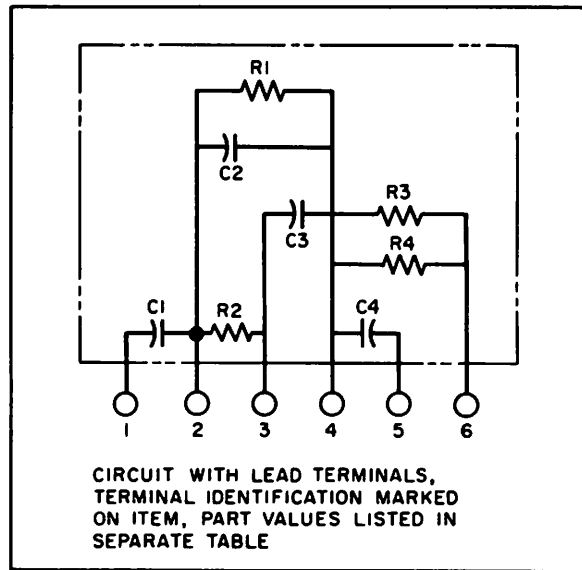 R1
C2
R3
C3
R4
C1
R2
C4
1 2 3 4 5 6
CIRCUIT WITH LEAD TERMINALS,
TERMINAL IDENTIFICATION MARKED
ON ITEM, PART VALUES LISTED IN
SEPARATE TABLE